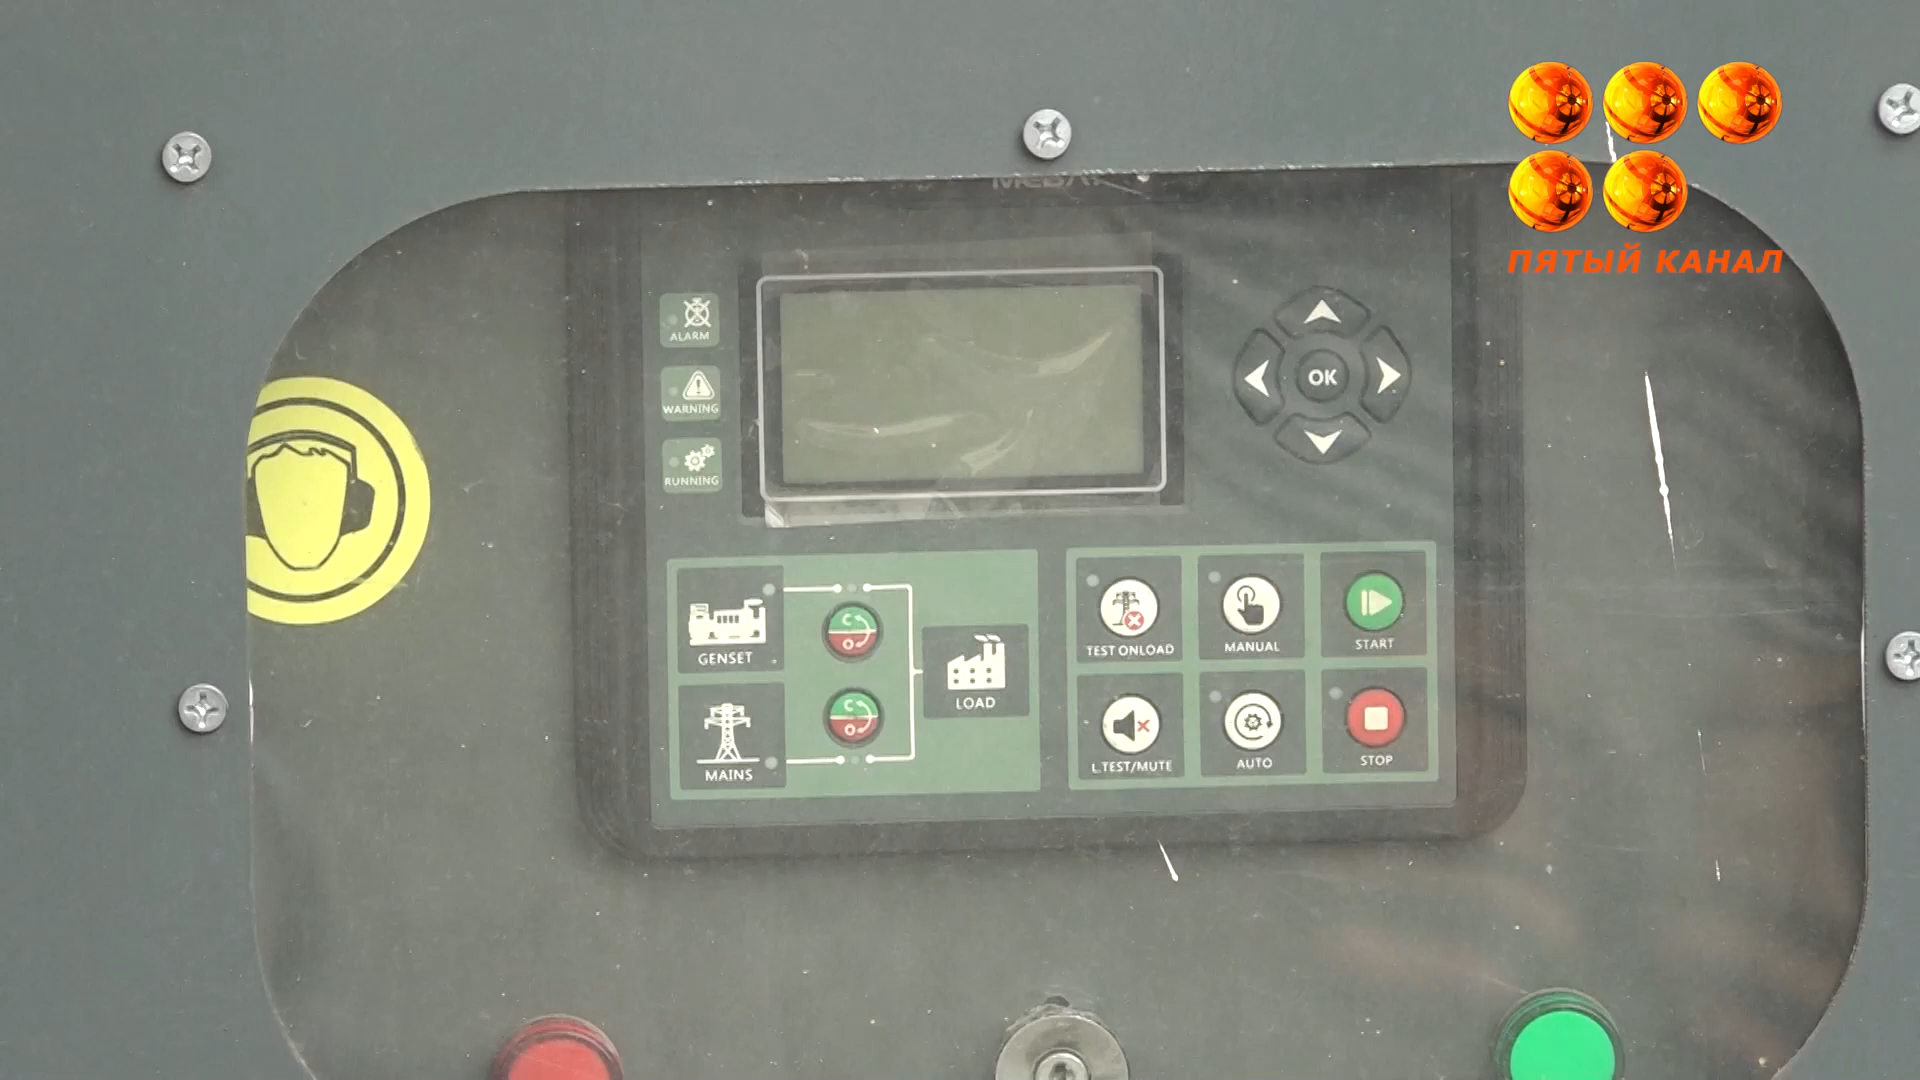 ПЯТЫЙ КАНАЛ
ALARM
WARNING
RUNNING
OK
GENSET
MAINS
C
O
C
O
LOAD
TEST ONLOAD
MANUAL
START
L.TEST/MUTE
AUTO
STOP